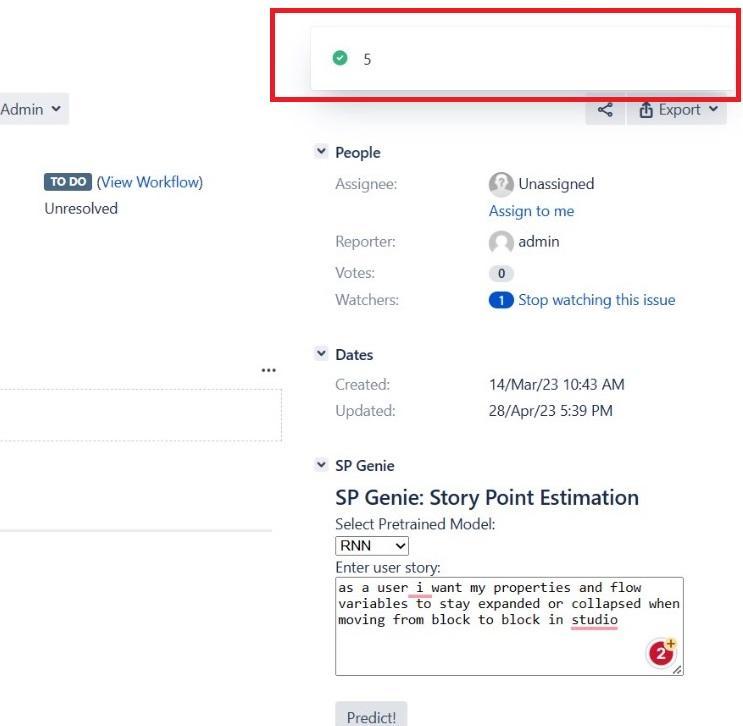 5
Admin
Export
People
TO DO (View Workflow)
Unresolved
Assignee: Unassigned
Assign to me
Reporter: admin
Votes: 0
Watchers: 1 Stop watching this issue
Dates
Created: 14/Mar/23 10:43 AM
Updated: 28/Apr/23 5:39 PM
SP Genie
SP Genie: Story Point Estimation
Select Pretrained Model:
RNN
Enter user story:
as a user i want my properties and flow
variables to stay expanded or collapsed when
moving from block to block in studio
2
Predict!